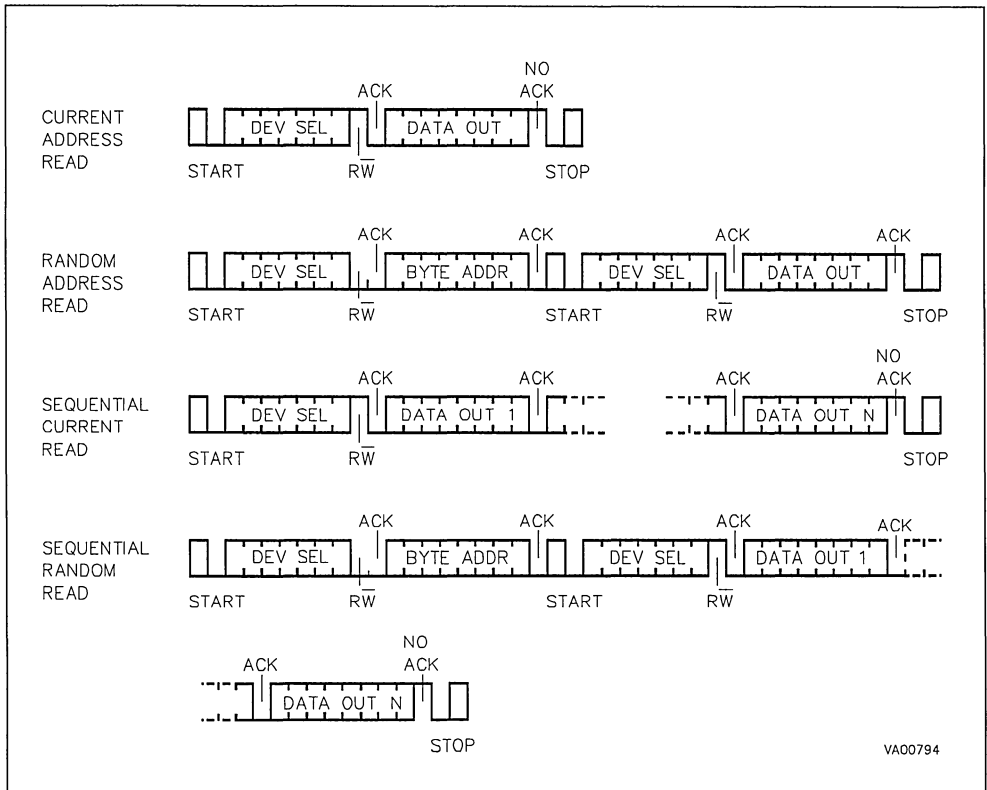 NO
ACK ACK
CURRENT
ADDRESS
READ
DEV SEL DATA OUT
START RW̅ STOP
ACK ACK ACK ACK
RANDOM
ADDRESS
READ
DEV SEL BYTE ADDR DEV SEL DATA OUT
START RW̅ START RW̅ STOP
NO
ACK ACK ACK ACK
SEQUENTIAL
CURRENT
READ
DEV SEL DATA OUT 1 DATA OUT N
START RW̅ STOP
ACK ACK ACK ACK
SEQUENTIAL
RANDOM
READ
DEV SEL BYTE ADDR DEV SEL DATA OUT 1
START RW̅ START RW̅
NO
ACK ACK
DATA OUT N
STOP
VA00794